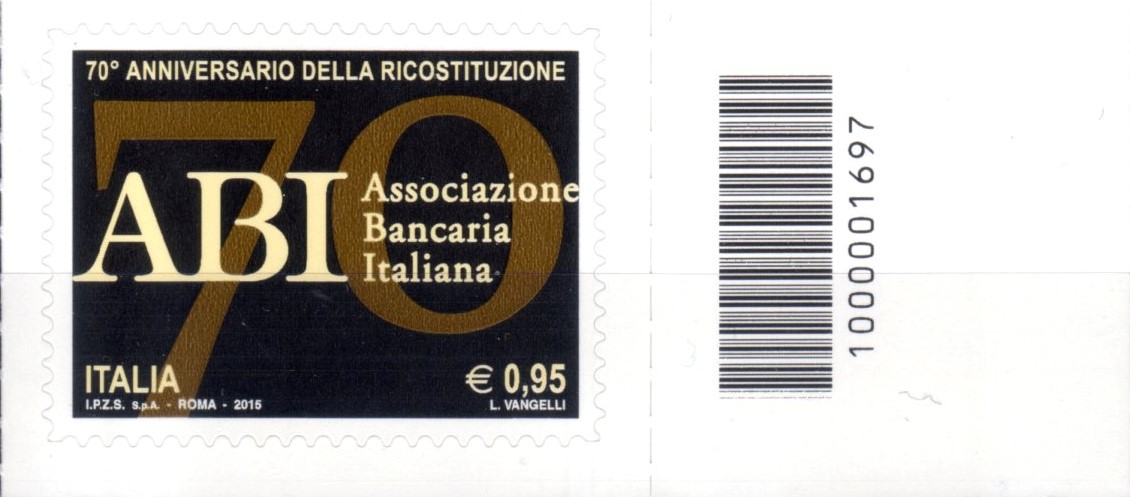 70° ANNIVERSARIO DELLA RICOSTITUZIONE
70
ABI
Associazione
Bancaria
Italiana
ITALIA
€ 0,95
I.P.Z.S. S.p.A. - ROMA - 2015
L. VANGELLI
1000001697